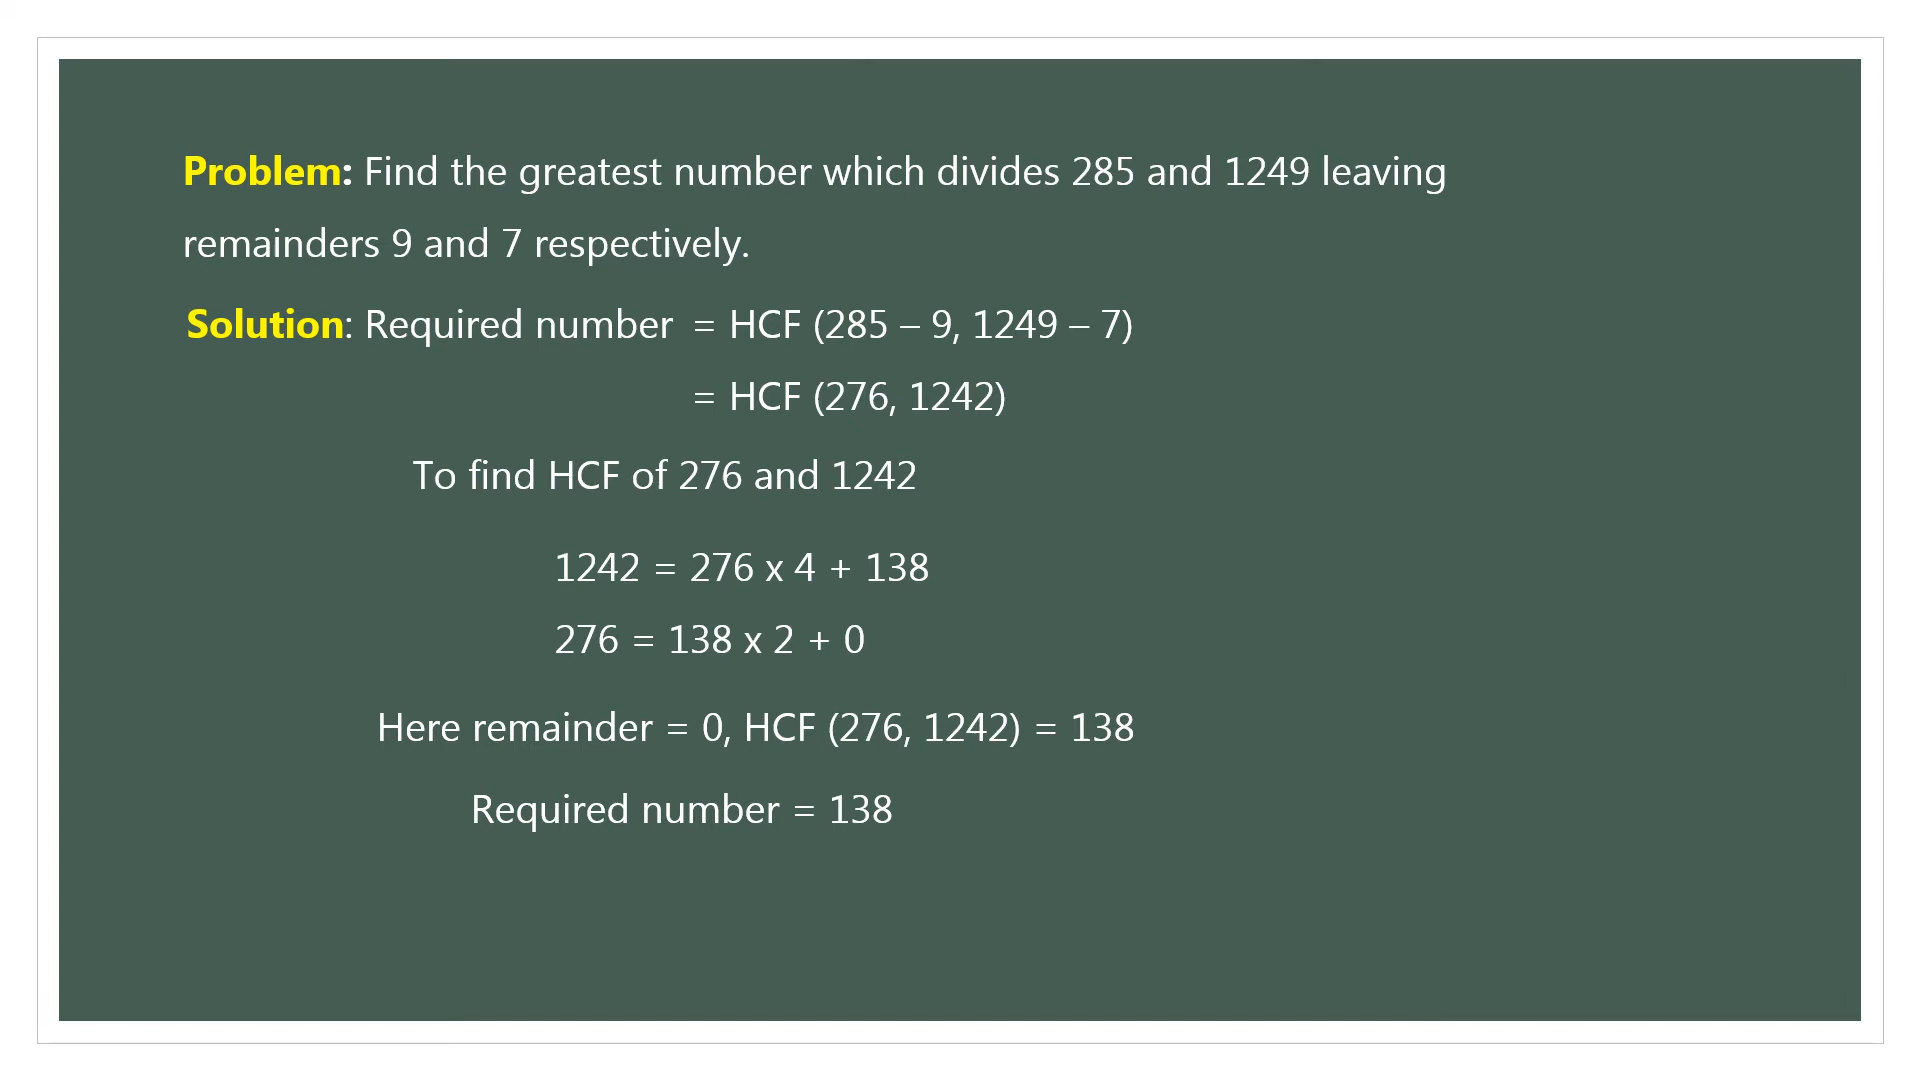 Problem: Find the greatest number which divides 285 and 1249 leaving
remainders 9 and 7 respectively.
Solution: Required number = HCF (285 – 9, 1249 – 7)
= HCF (276, 1242)
To find HCF of 276 and 1242
1242 = 276 x 4 + 138
276 = 138 x 2 + 0
Here remainder = 0, HCF (276, 1242) = 138
Required number = 138